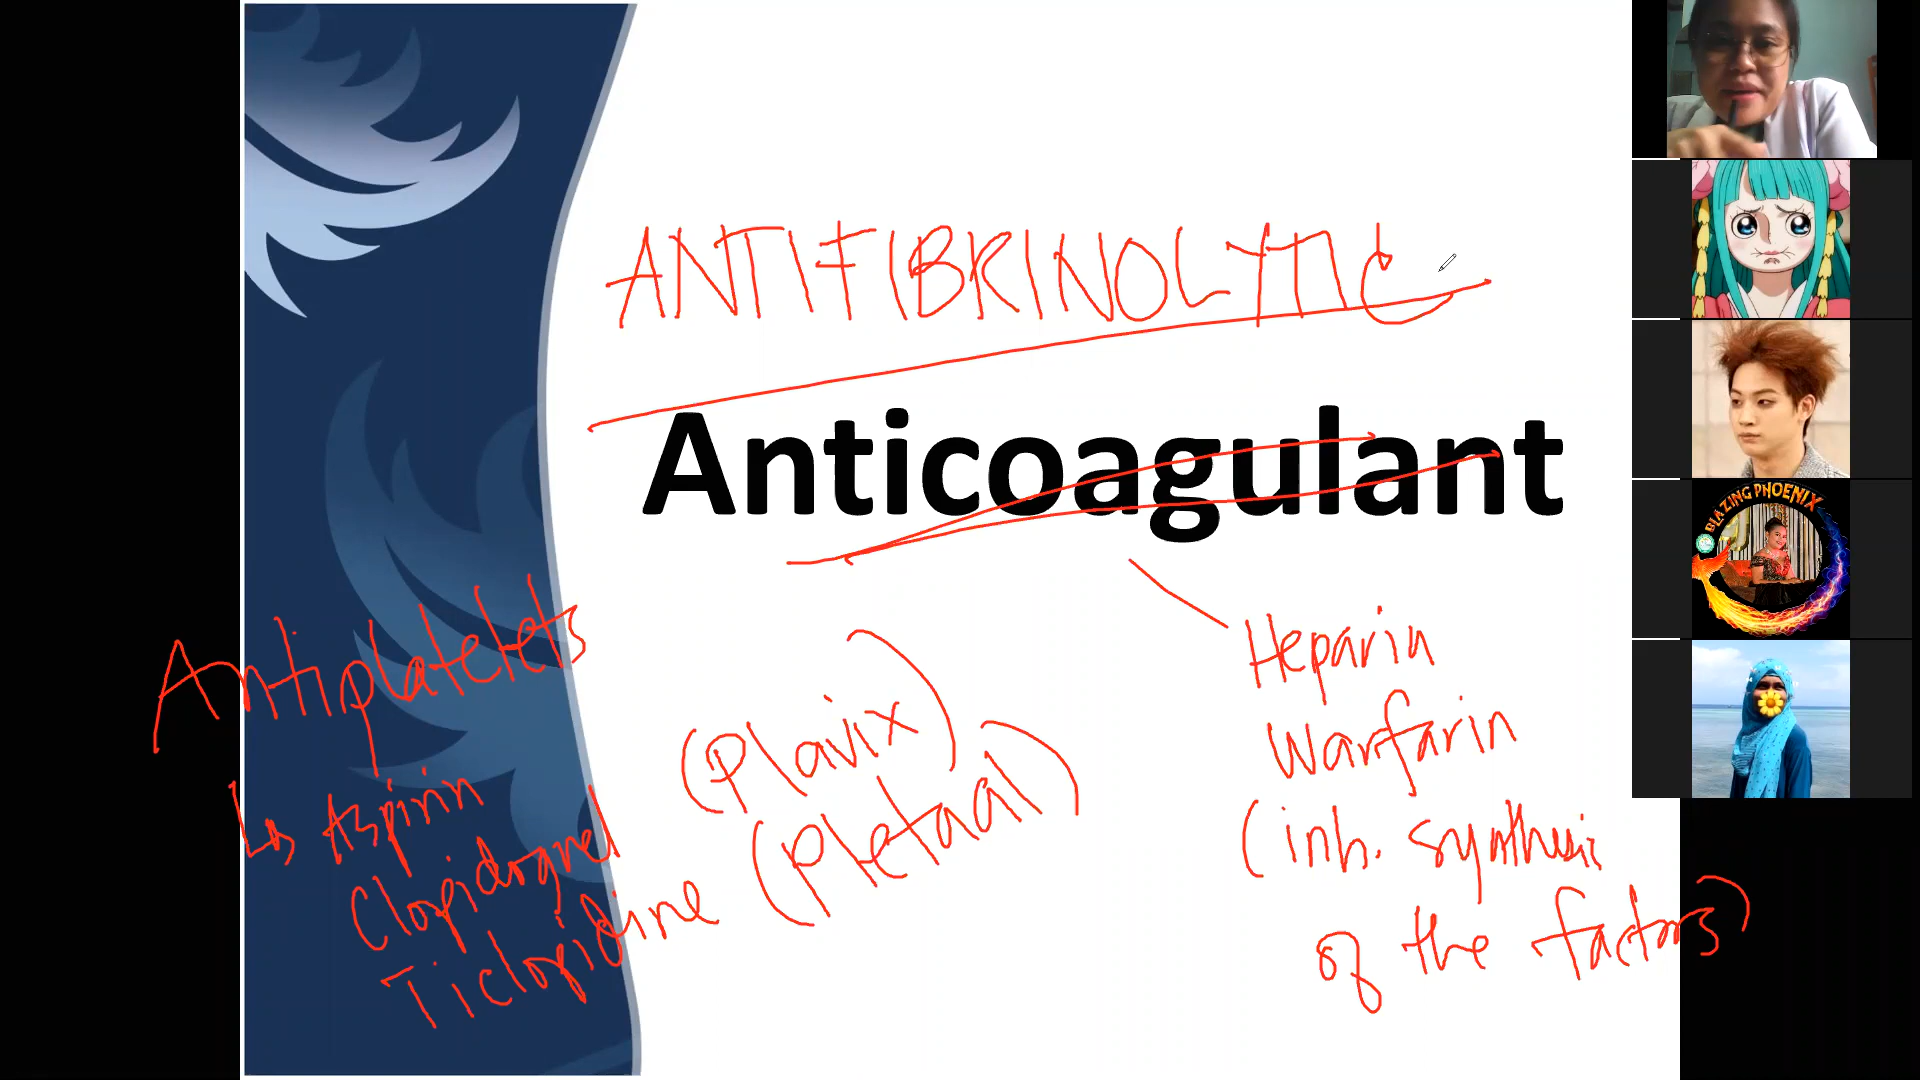 ANTIFIBRINOLYTIC
Anticoagulant
Antiplatelets
Aspirin
Clopidogrel (Plavix)
Ticlopidine (Pletaal)
Heparin
Warfarin
(inh. synthesis
of the factors)
BLAZING PHOENIX